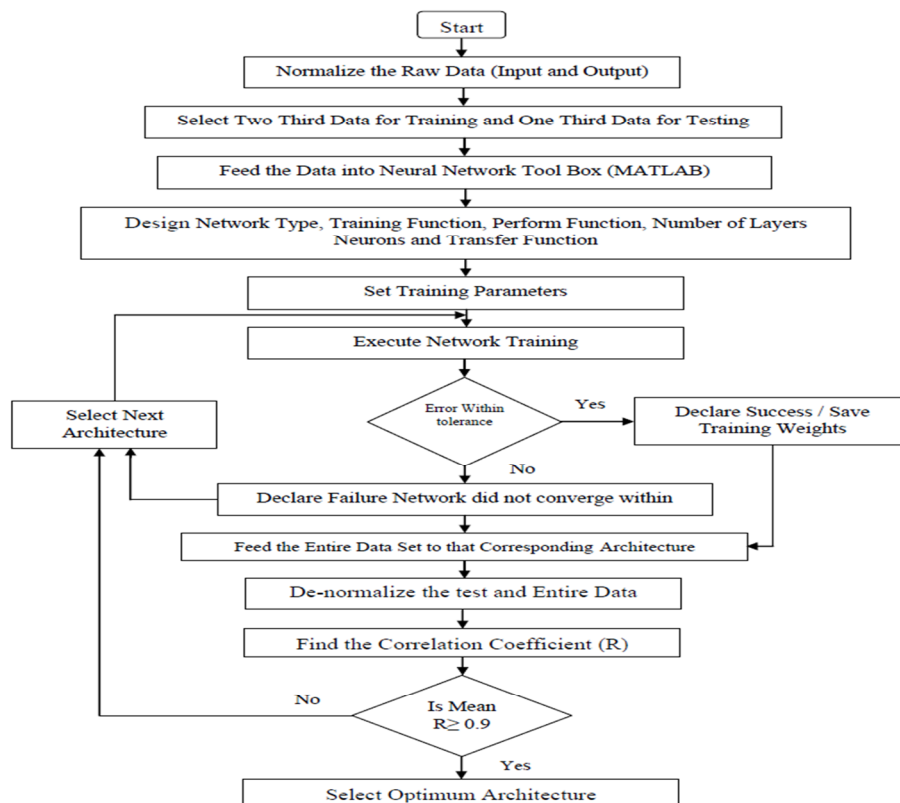 Start
Normalize the Raw Data (Input and Output)
Select Two Third Data for Training and One Third Data for Testing
Feed the Data into Neural Network Tool Box (MATLAB)
Design Network Type, Training Function, Perform Function, Number of Layers
Neurons and Transfer Function
Set Training Parameters
Execute Network Training
Select Next
Architecture
Error Within
tolerance
Yes
Declare Success / Save
Training Weights
No
Declare Failure Network did not converge within
Feed the Entire Data Set to that Corresponding Architecture
De-normalize the test and Entire Data
Find the Correlation Coefficient (R)
No
Is Mean
R≥ 0.9
Yes
Select Optimum Architecture